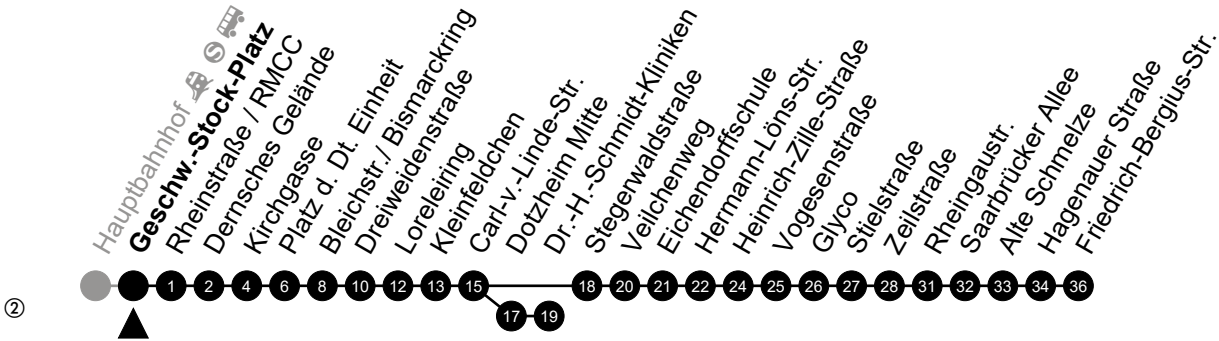 Hauptbahnhof S
Geschw.-Stock-Platz
Rheinstraße / RMCC
Dernsches Gelände
Kirchgasse
Platz d. Dt. Einheit
Bleichstr./ Bismarckring
Dreiweidenstraße
Loreleiring
Kleinfeldchen
Carl-v.-Linde-Str.
Dotzheim Mitte
Dr.-H.-Schmidt-Kliniken
Stegerwaldstraße
Veilchenweg
Eichendorffschule
Hermann-Löns-Str.
Heinrich-Zille-Straße
Vogesenstraße
Glyco
Stielstraße
Zeilstraße
Rheingaustr.
Saarbrücker Allee
Alte Schmelze
Hagenauer Straße
Friedrich-Bergius-Str.
1 2 4 6 8 10 12 13 15 18 20 21 22 24 25 26 27 28 31 32 33 34 36
② 17 19